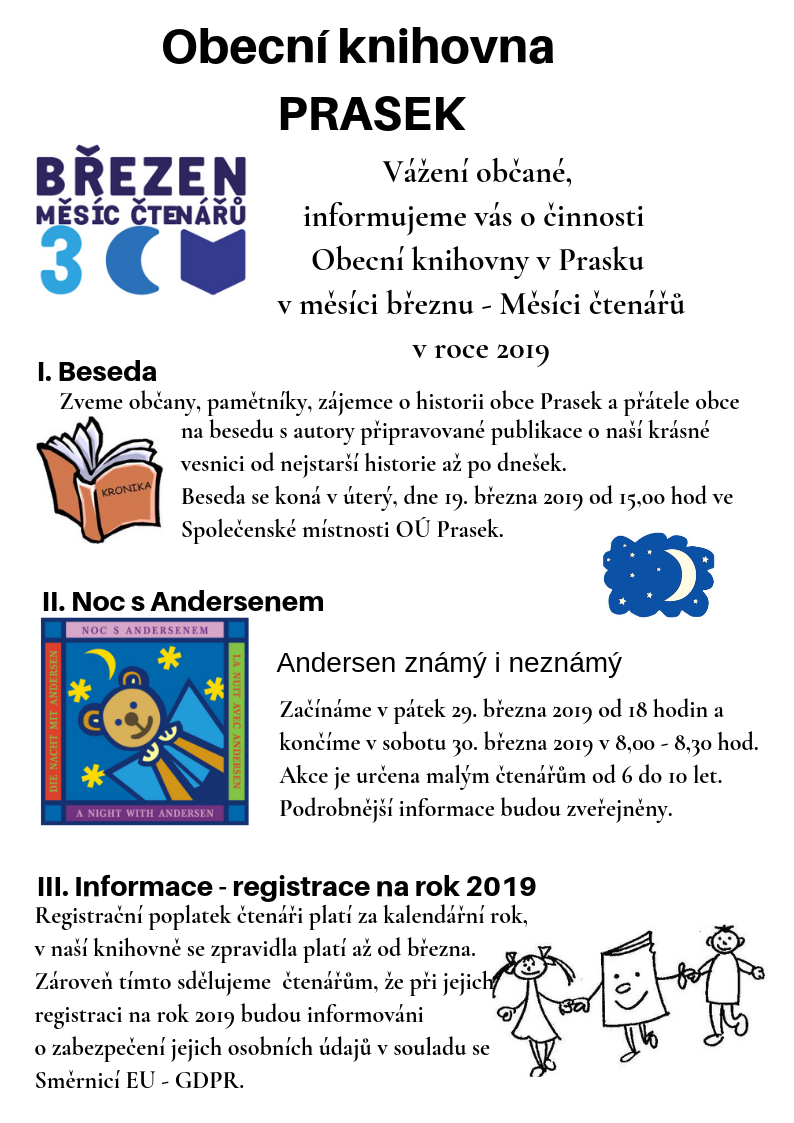 Obecní knihovna
PRASEK
BŘEZEN
MĚSÍC ČTENÁŘŮ
3
Vážení občané,
informujeme vás o činnosti
Obecní knihovny v Prasku
v měsíci březnu - Měsíci čtenářů
v roce 2019
I. Beseda
Zveme občany, pamětníky, zájemce o historii obce Prasek a přátele obce
na besedu s autory připravované publikace o naší krásné
vesnici od nejstarší historie až po dnešek.
Beseda se koná v úterý, dne 19. března 2019 od 15,00 hod ve
Společenské místnosti OÚ Prasek.
KRONIKA
II. Noc s Andersenem
NOC S ANDERSENEM
DIE NACHT MIT ANDERSEN
LA NUIT AVEC ANDERSEN
A NIGHT WITH ANDERSEN
Andersen známý i neznámý
Začínáme v pátek 29. března 2019 od 18 hodin a
končíme v sobotu 30. března 2019 v 8,00 - 8,30 hod.
Akce je určena malým čtenářům od 6 do 10 let.
Podrobnější informace budou zveřejněny.
III. Informace - registrace na rok 2019
Registrační poplatek čtenáři platí za kalendářní rok,
v naší knihovně se zpravidla platí až od března.
Zároveň tímto sdělujeme  čtenářům, že při jejich
registraci na rok 2019 budou informováni
o zabezpečení jejich osobních údajů v souladu se
Směrnicí EU - GDPR.